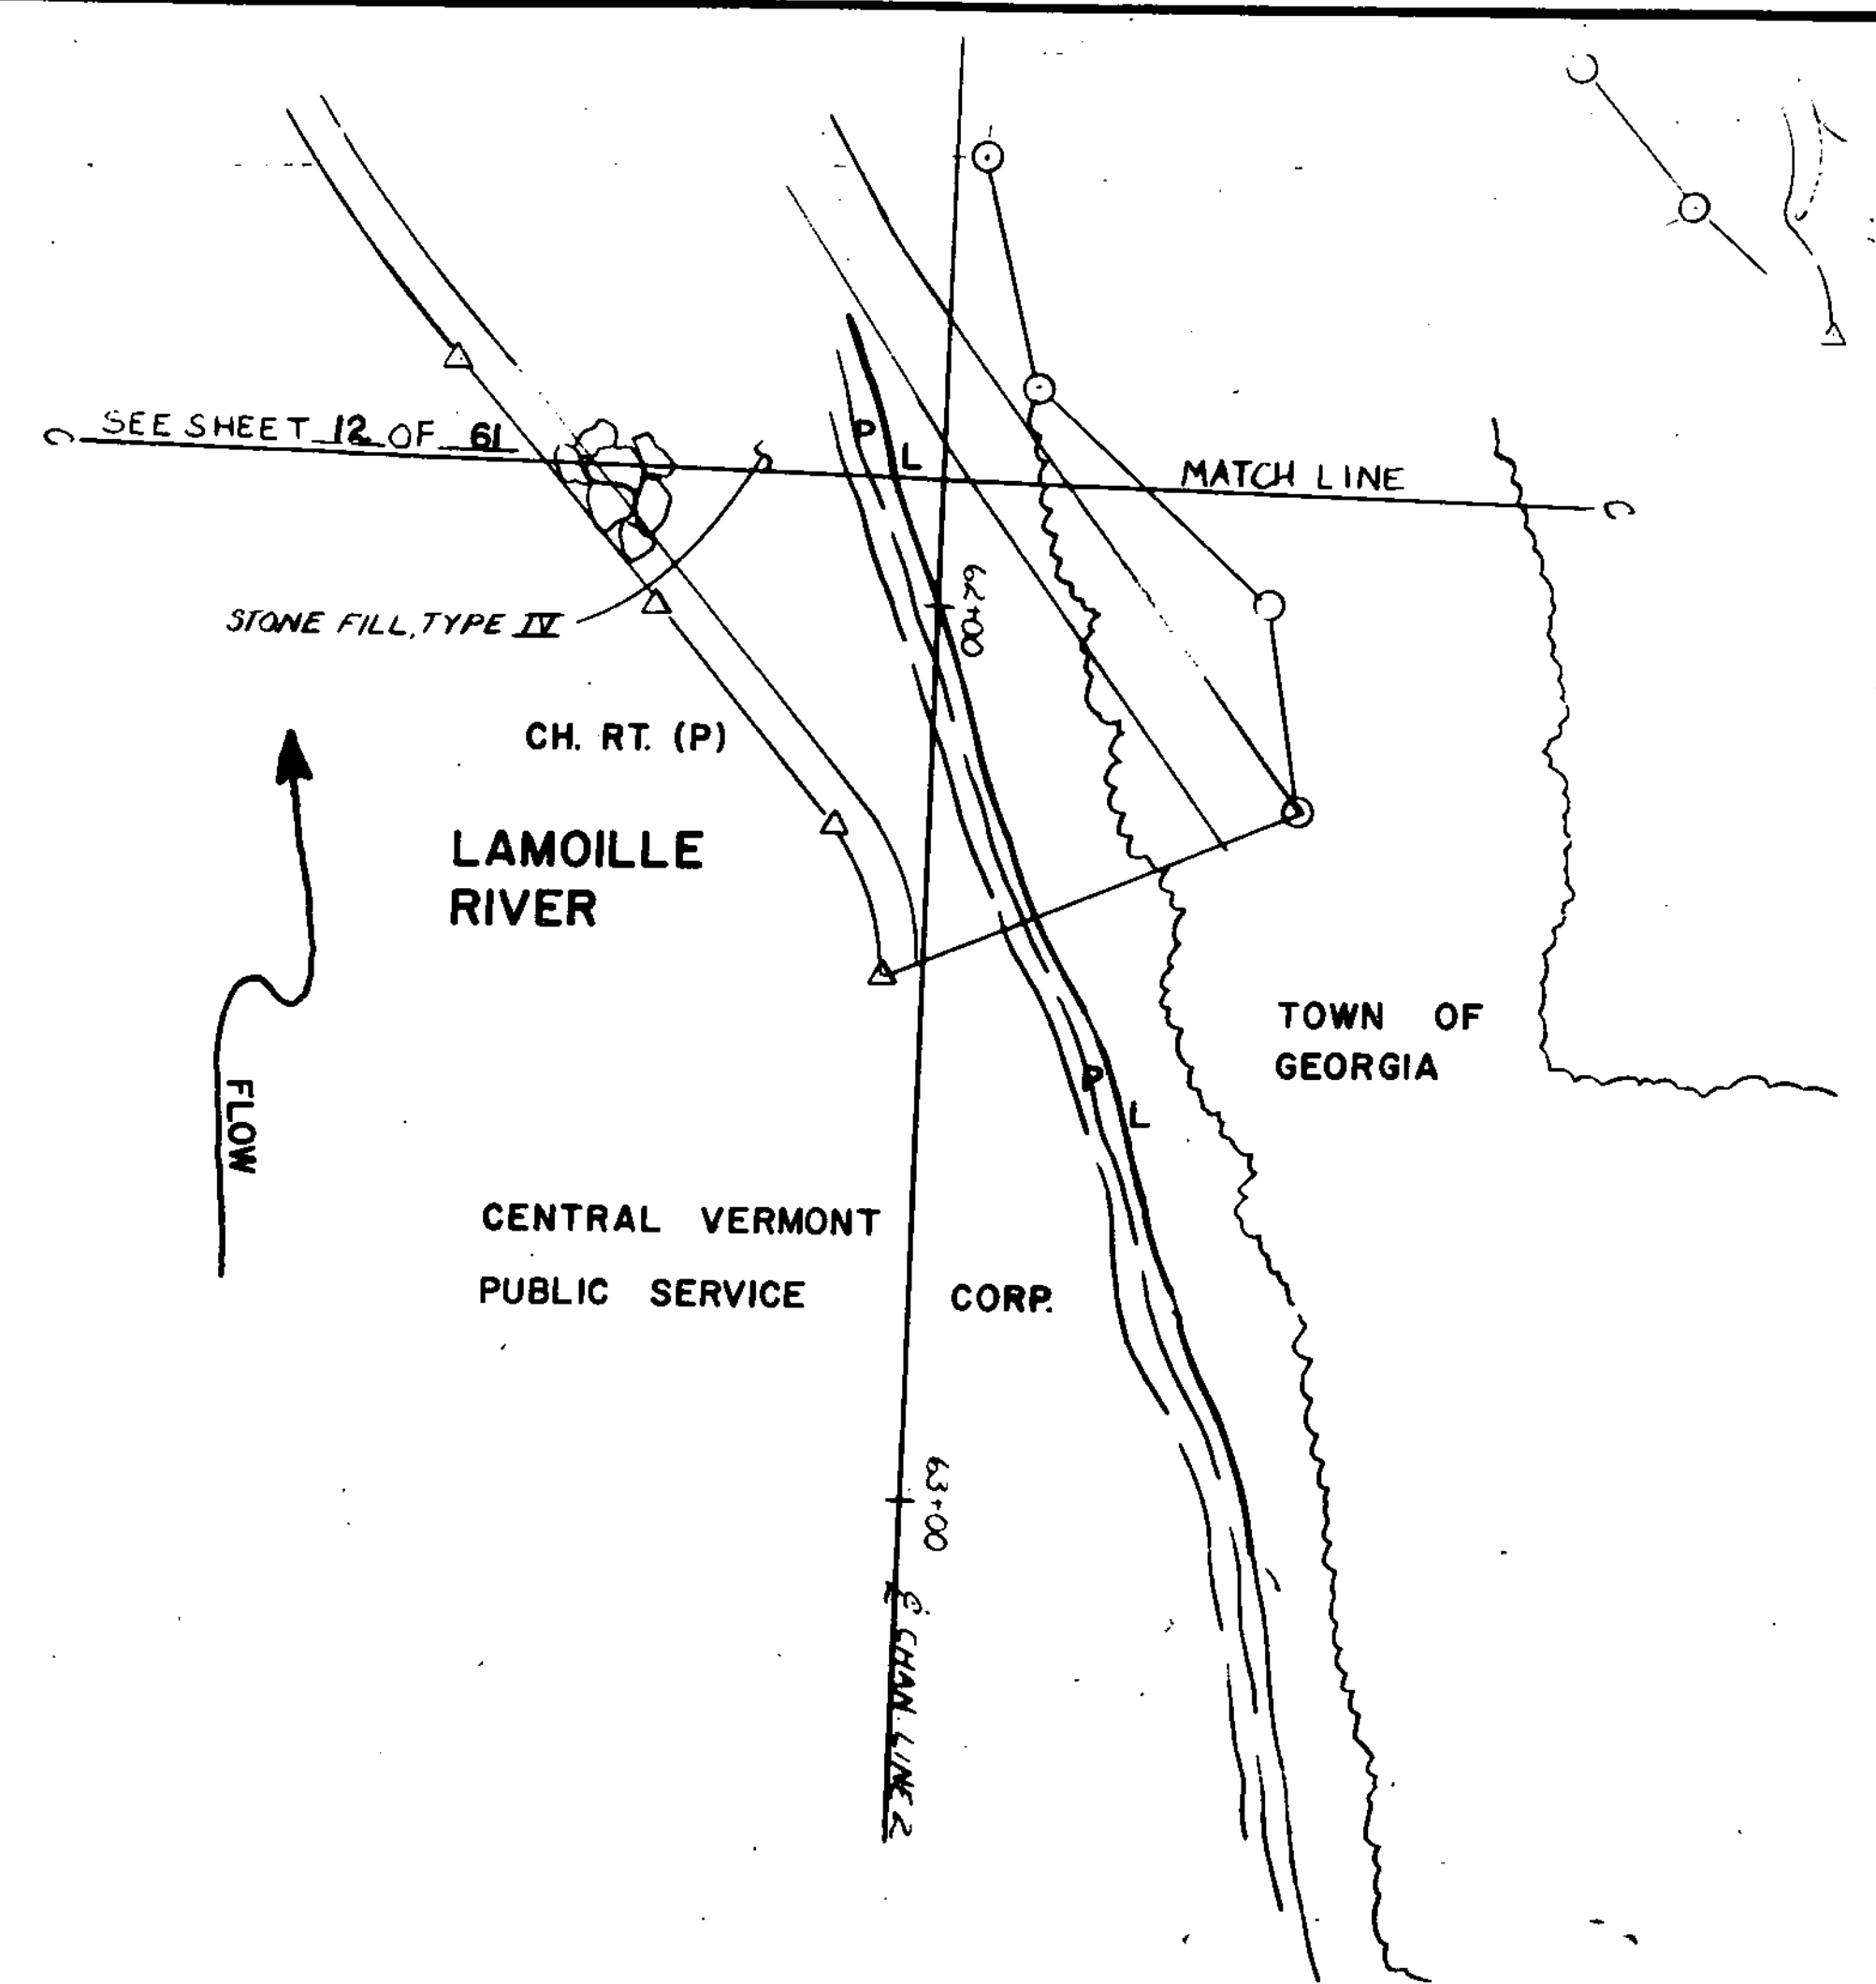 SEE SHEET 12 OF 61
MATCH LINE
P
L
62+00
STONE FILL, TYPE IV
CH. RT. (P)
LAMOILLE
RIVER
TOWN OF
GEORGIA
P
L
FLOW
CENTRAL VERMONT
PUBLIC SERVICE CORP.
63+00
℄ CHAN. LINE 2